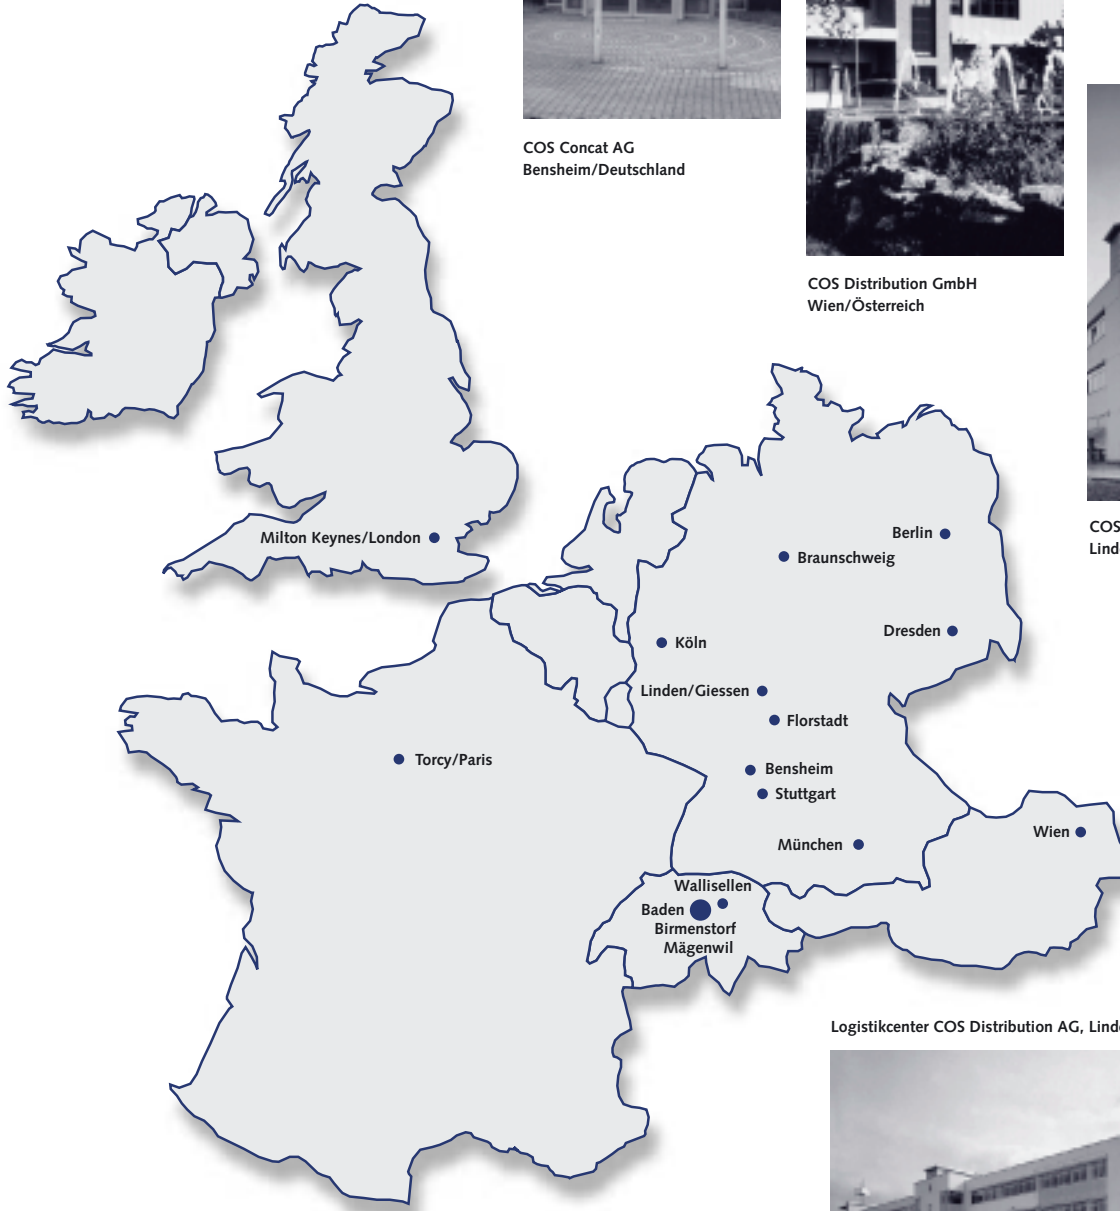 COS Concat AG
Bensheim/Deutschland
COS Distribution GmbH
Wien/Österreich
COS
Milton Keynes/London
Berlin
Braunschweig
Dresden
Köln
Linden/Giessen
Florstadt
Torcy/Paris
Bensheim
Stuttgart
Wien
München
Wallisellen
Baden
Birmenstorf
Mägenwil
Logistikcenter COS Distribution AG,